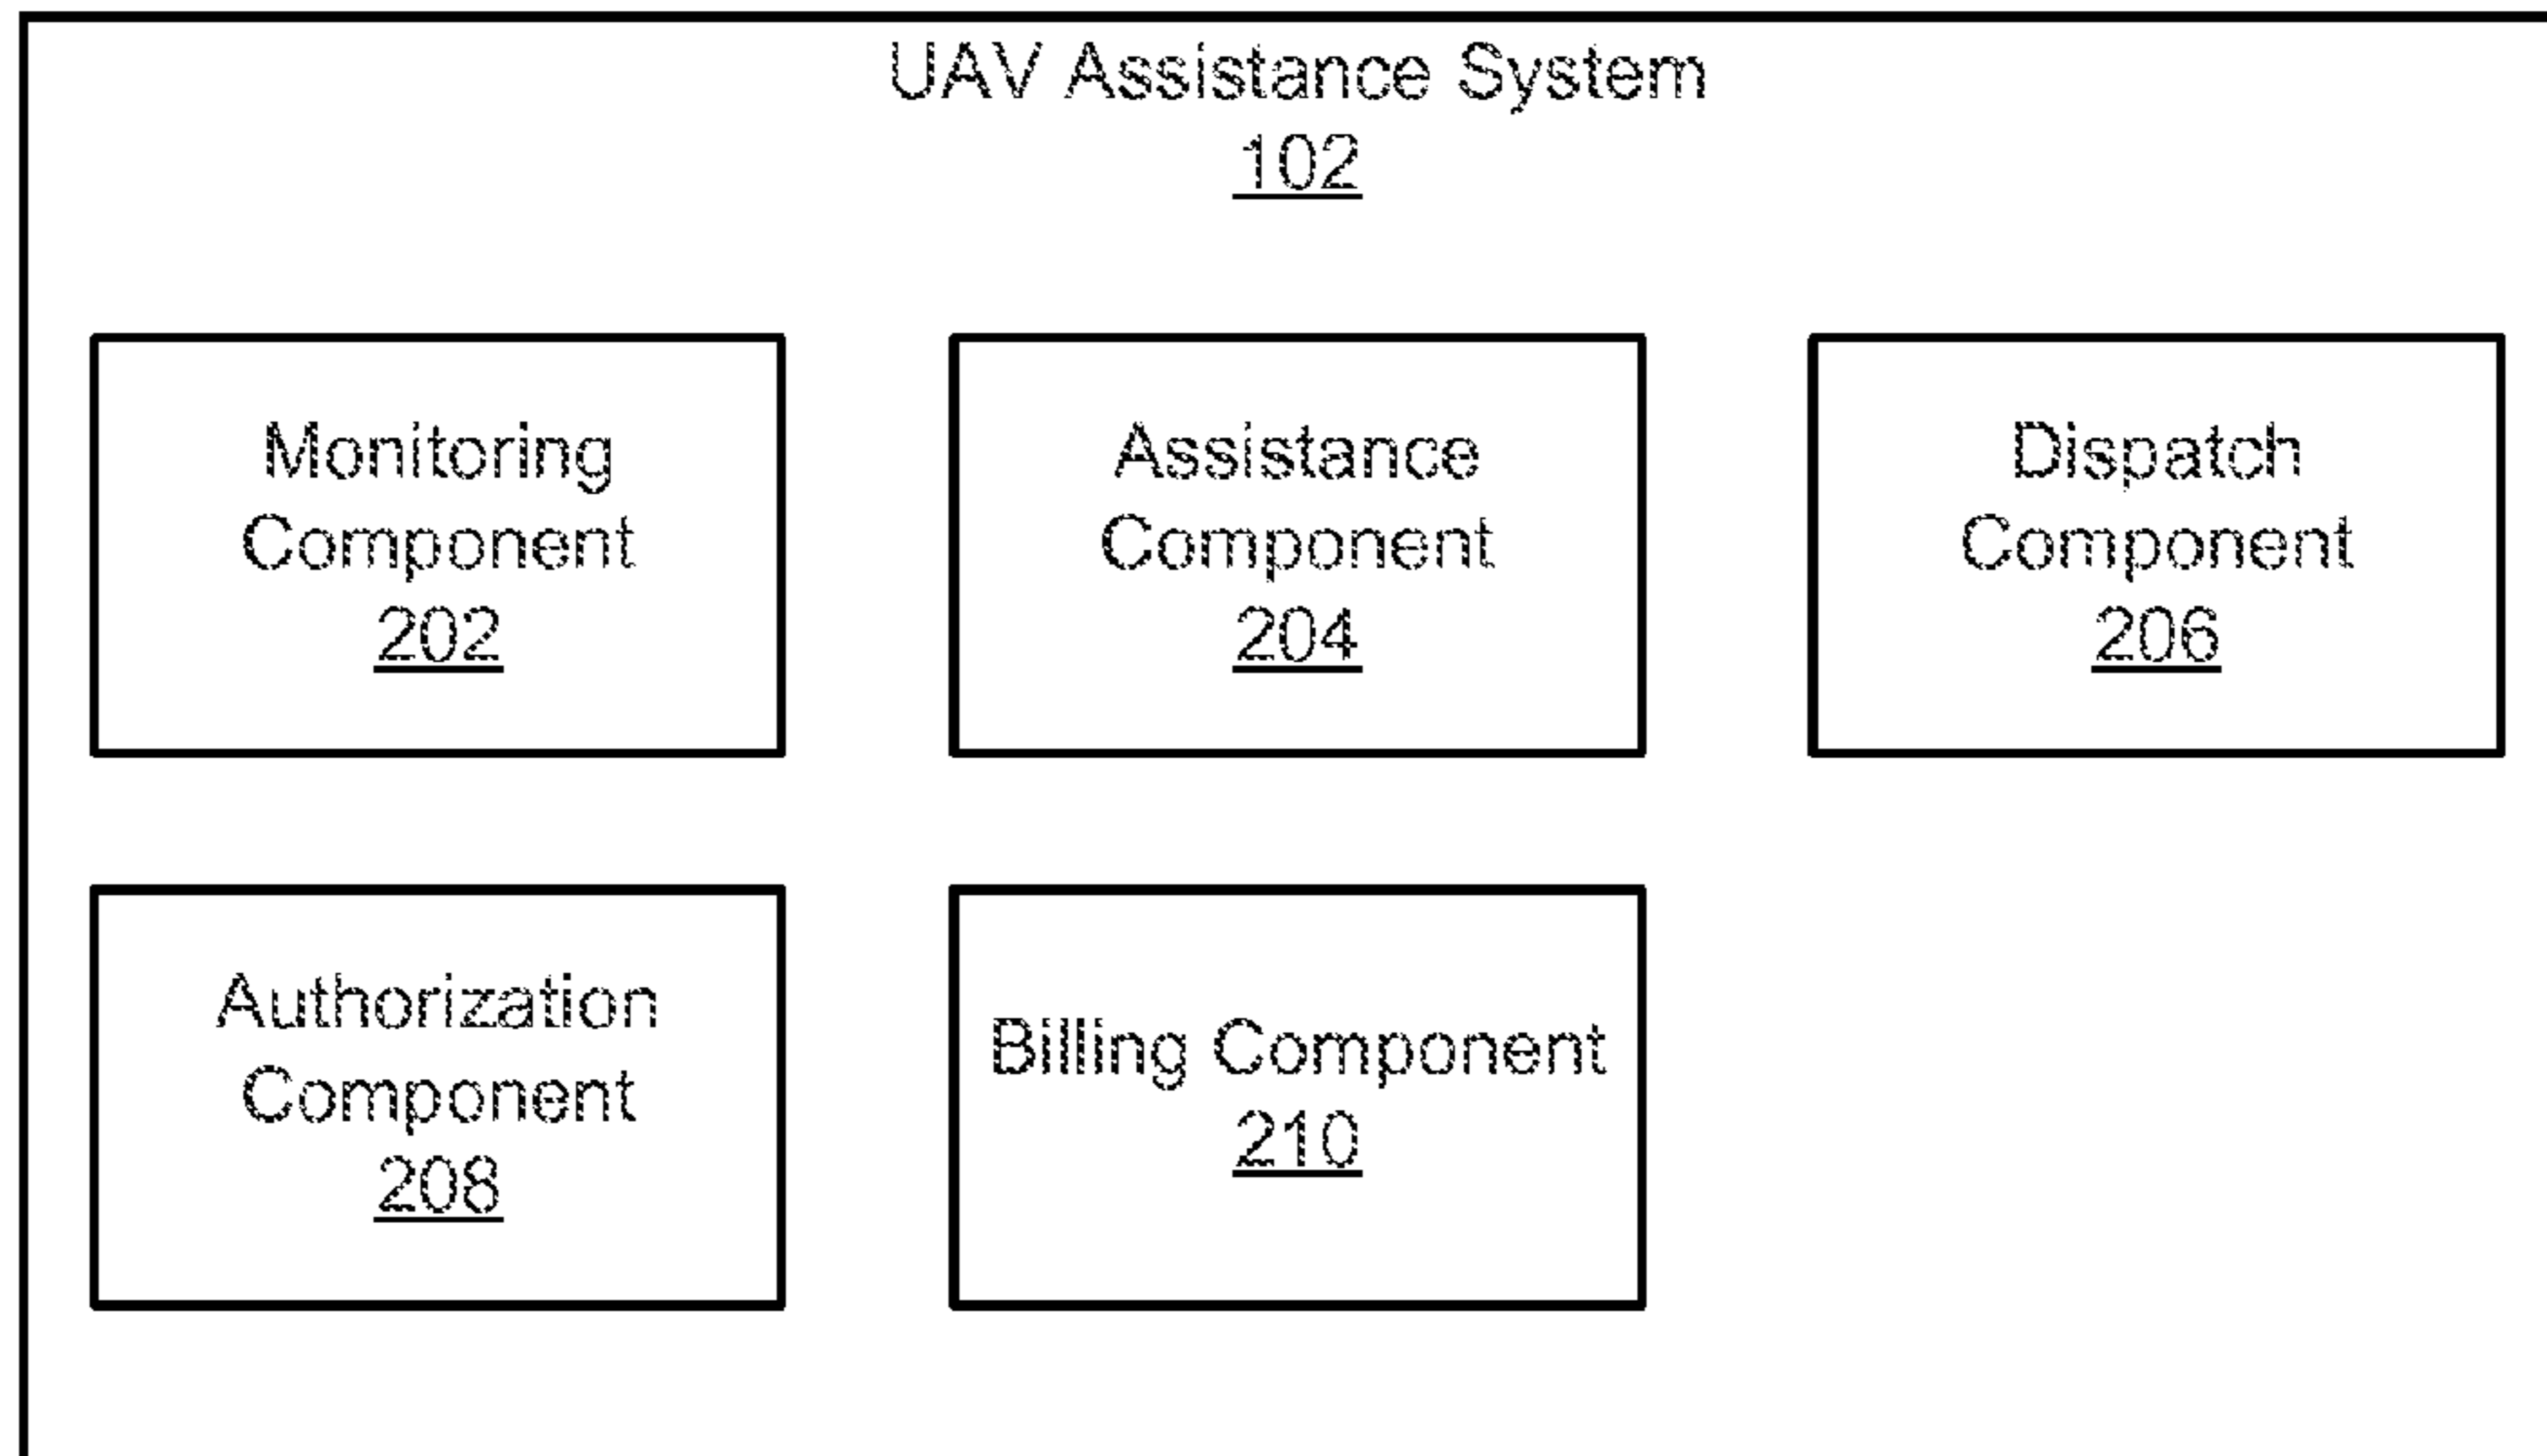 UAV Assistance System
102
Monitoring
Component
202
Assistance
Component
204
Dispatch
Component
206
Authorization
Component
208
Billing Component
210